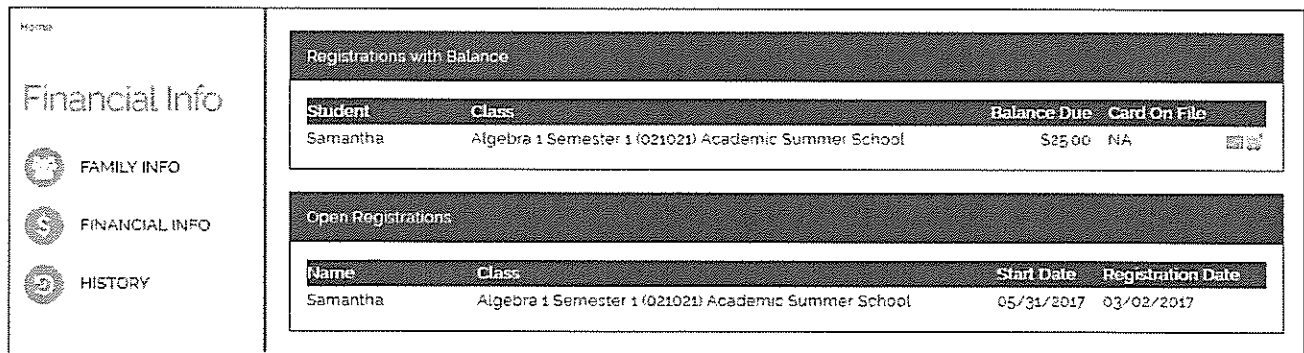 Home
Financial Info
FAMILY INFO
FINANCIAL INFO
HISTORY
Registrations with Balance
Student Class Balance Due Card On File
Samantha Algebra 1 Semester 1 (021021) Academic Summer School $25.00 NA
Open Registrations
Name Class Start Date Registration Date
Samantha Algebra 1 Semester 1 (021021) Academic Summer School 05/31/2017 03/02/2017